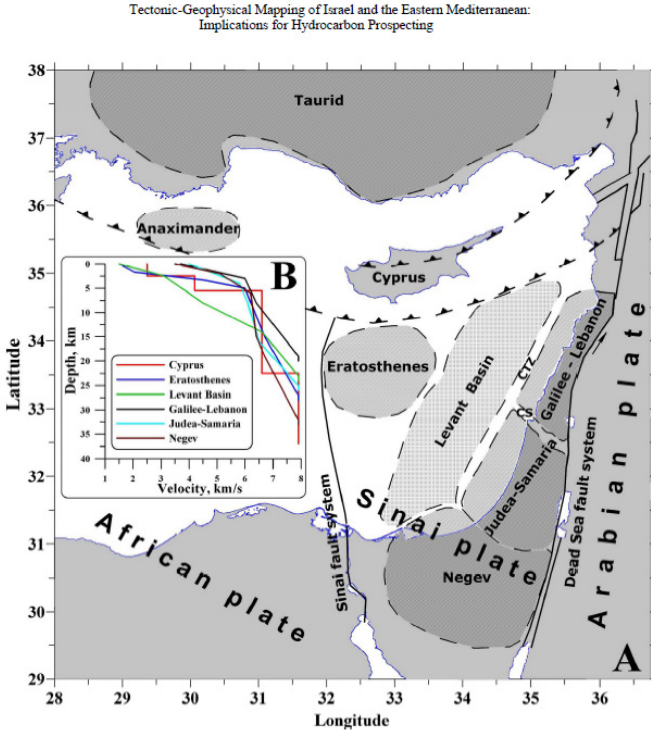 Tectonic-Geophysical Mapping of Israel and the Eastern Mediterranean:
Implications for Hydrocarbon Prospecting
38
37
36
35
34
33
32
31
30
29
Latitude
28 29 30 31 32 33 34 35 36
Longitude
Taurid
Anaximander
Cyprus
Eratosthenes
Levant Basin
CTZ
CS
Galilee - Lebanon
Judea-Samaria
Negev
Sinai plate
African plate
Arabian plate
Sinai fault system
Dead Sea fault system
A
B
0
5
10
15
20
25
30
35
40
Depth, km
Cyprus
Eratosthenes
Levant Basin
Galilee-Lebanon
Judea-Samaria
Negev
1 2 3 4 5 6 7 8
Velocity, km/s